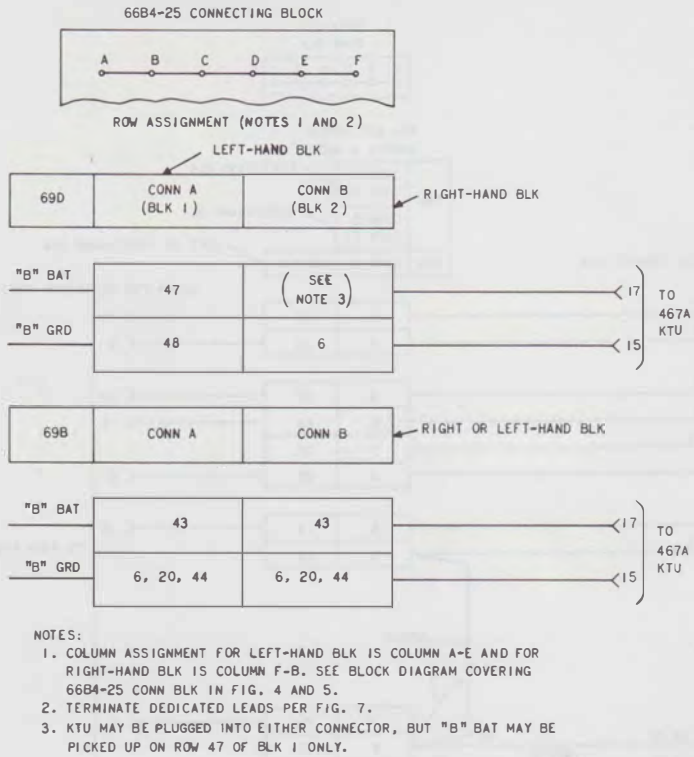 66B4-25 CONNECTING BLOCK
A B C D E F
ROW ASSIGNMENT (NOTES 1 AND 2)
LEFT-HAND BLK
69D
CONN A
(BLK 1)
CONN B
(BLK 2)
RIGHT-HAND BLK
"B" BAT
47
(SEE
NOTE 3)
17
"B" GRD
48
6
15
TO
467A
KTU
69B
CONN A
CONN B
RIGHT OR LEFT-HAND BLK
"B" BAT
43
43
17
"B" GRD
6, 20, 44
6, 20, 44
15
TO
467A
KTU
NOTES:
1. COLUMN ASSIGNMENT FOR LEFT-HAND BLK IS COLUMN A-E AND FOR
RIGHT-HAND BLK IS COLUMN F-B. SEE BLOCK DIAGRAM COVERING
66B4-25 CONN BLK IN FIG. 4 AND 5.
2. TERMINATE DEDICATED LEADS PER FIG. 7.
3. KTU MAY BE PLUGGED INTO EITHER CONNECTOR, BUT "B" BAT MAY BE
PICKED UP ON ROW 47 OF BLK 1 ONLY.